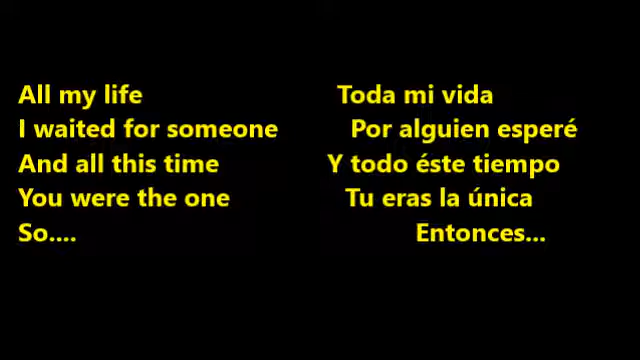 All my life
I waited for someone
And all this time
You were the one
So....
Toda mi vida
Por alguien esperé
Y todo éste tiempo
Tu eras la única
Entonces...